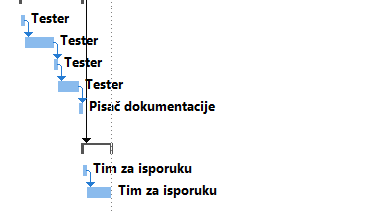 Tester
Tester
Tester
Tester
Pisač dokumentacije
Tim za isporuku
Tim za isporuku